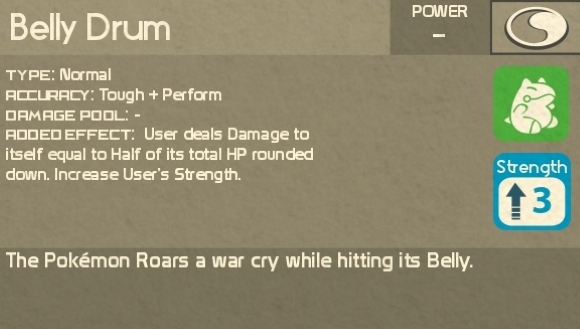 Belly Drum
POWER
–
TYPE: Normal
ACCURACY: Tough + Perform
DAMAGE POOL: -
ADDED EFFECT: User deals Damage to
itself equal to Half of its total HP rounded
down. Increase User's Strength.
Strength
3
The Pokémon Roars a war cry while hitting its Belly.